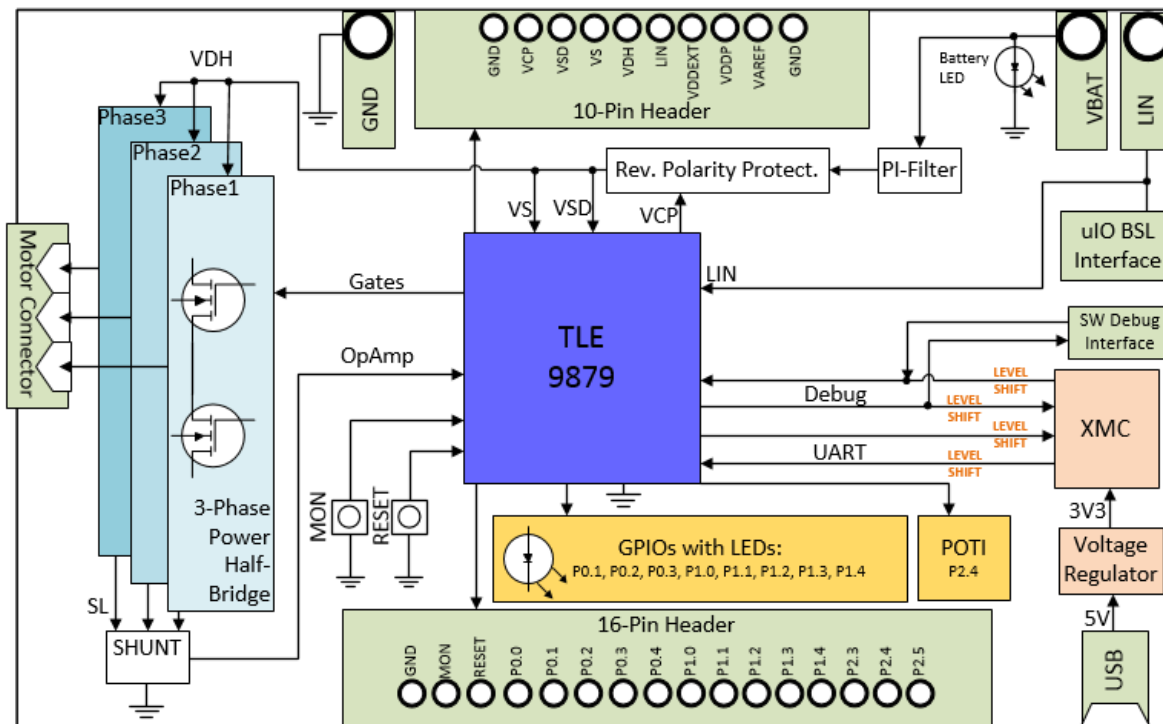 VDH
GND
GND
VCP
VSD
VS
VDH
LIN
VDDEXT
VDDP
VAREF
GND
10-Pin Header
Battery
LED
VBAT
LIN
Phase3
Phase2
Phase1
Rev. Polarity Protect.
PI-Filter
VS
VSD
VCP
uIO BSL
Interface
Motor Connector
Gates
LIN
TLE
9879
SW Debug
Interface
OpAmp
LEVEL
SHIFT
Debug
LEVEL
SHIFT
XMC
LEVEL
SHIFT
UART
LEVEL
SHIFT
MON
RESET
3-Phase
Power
Half-
Bridge
3V3
GPIOs with LEDs:
P0.1, P0.2, P0.3, P1.0, P1.1, P1.2, P1.3, P1.4
POTI
P2.4
Voltage
Regulator
SL
5V
SHUNT
16-Pin Header
GND
MON
RESET
P0.0
P0.1
P0.2
P0.3
P0.4
P1.0
P1.1
P1.2
P1.3
P1.4
P2.3
P2.4
P2.5
USB